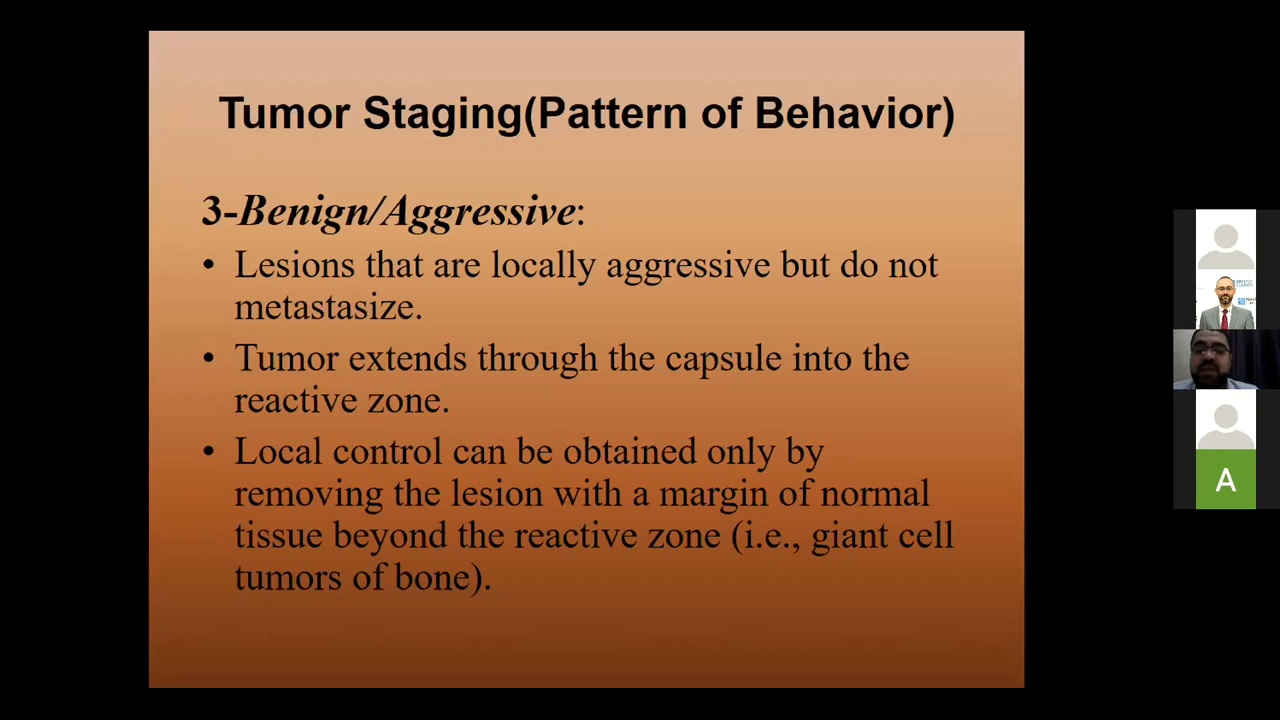 Tumor Staging(Pattern of Behavior)
3-Benign/Aggressive:
• Lesions that are locally aggressive but do not
metastasize.
• Tumor extends through the capsule into the
reactive zone.
• Local control can be obtained only by
removing the lesion with a margin of normal
tissue beyond the reactive zone (i.e., giant cell
tumors of bone).
A